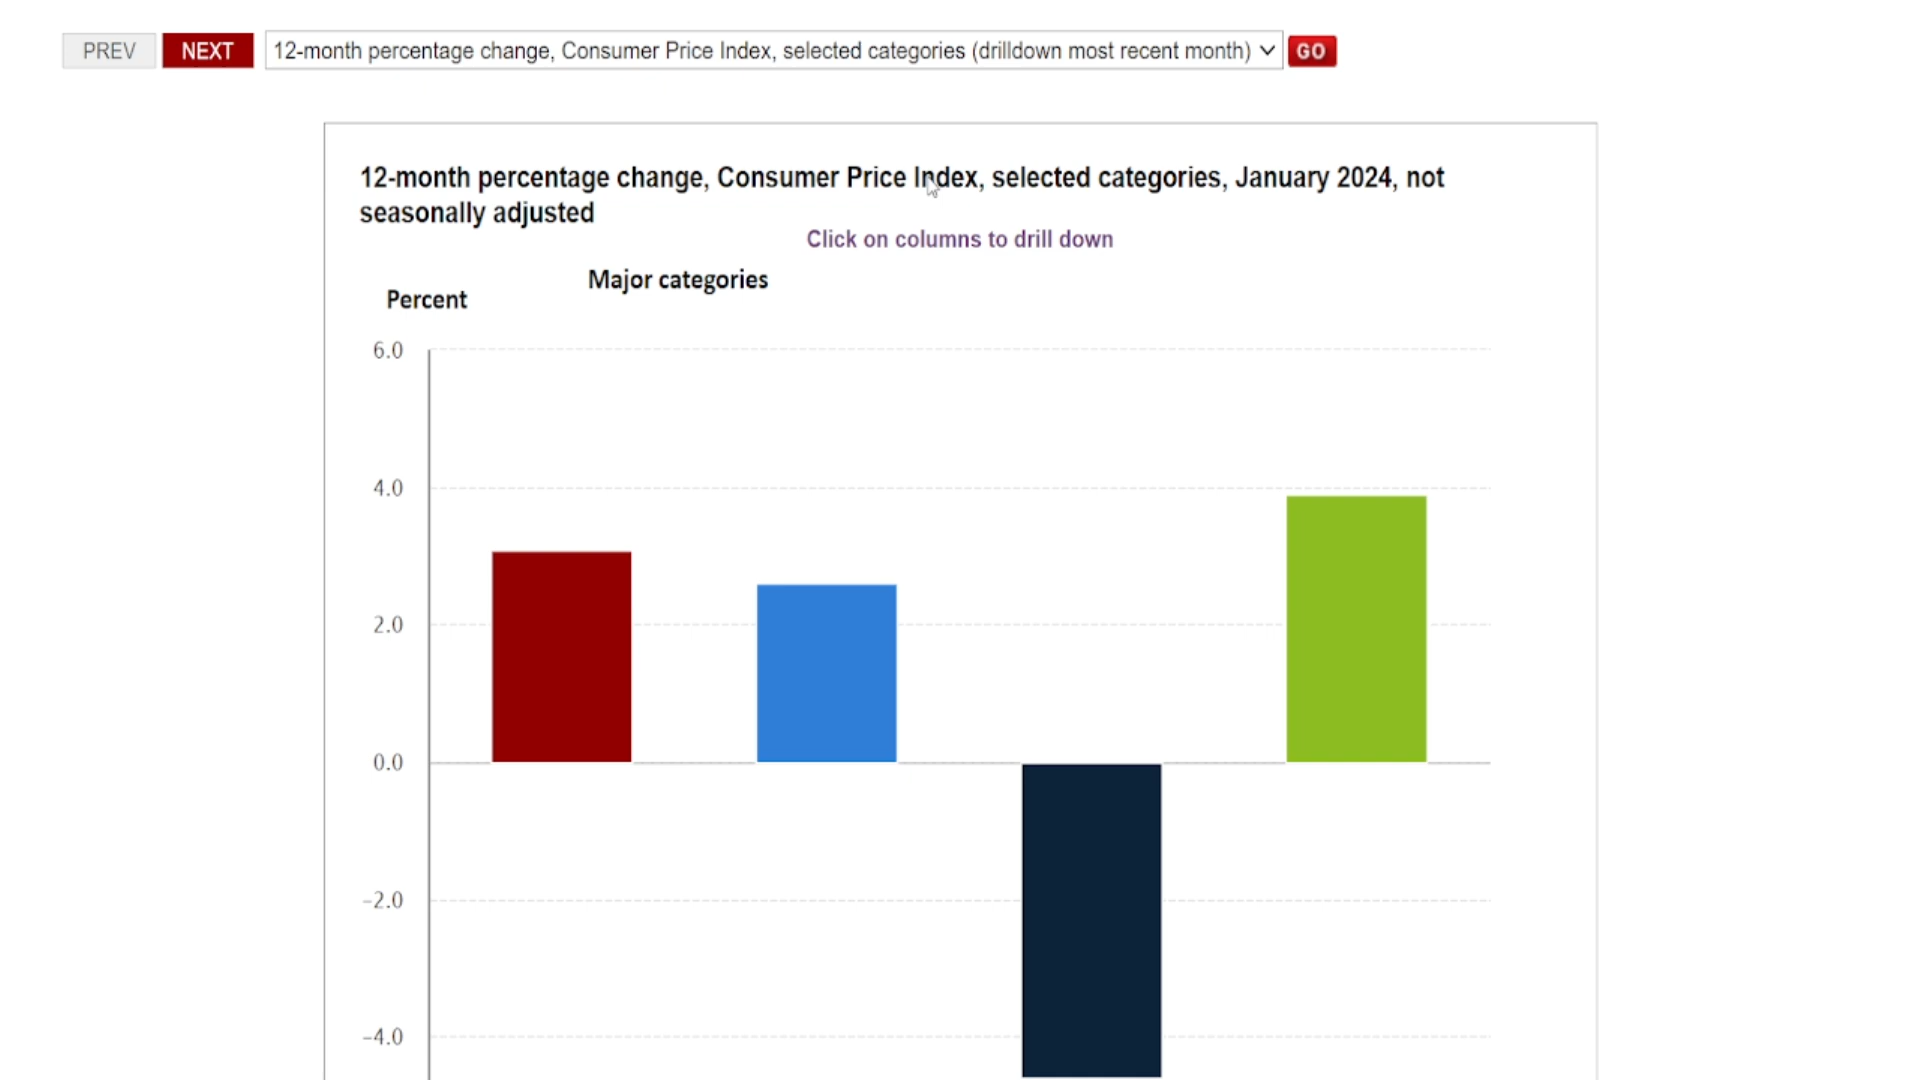 PREV NEXT 12-month percentage change, Consumer Price Index, selected categories (drilldown most recent month) GO
12-month percentage change, Consumer Price Index, selected categories, January 2024, not
seasonally adjusted
Click on columns to drill down
Major categories
Percent
6.0
4.0
2.0
0.0
−2.0
−4.0